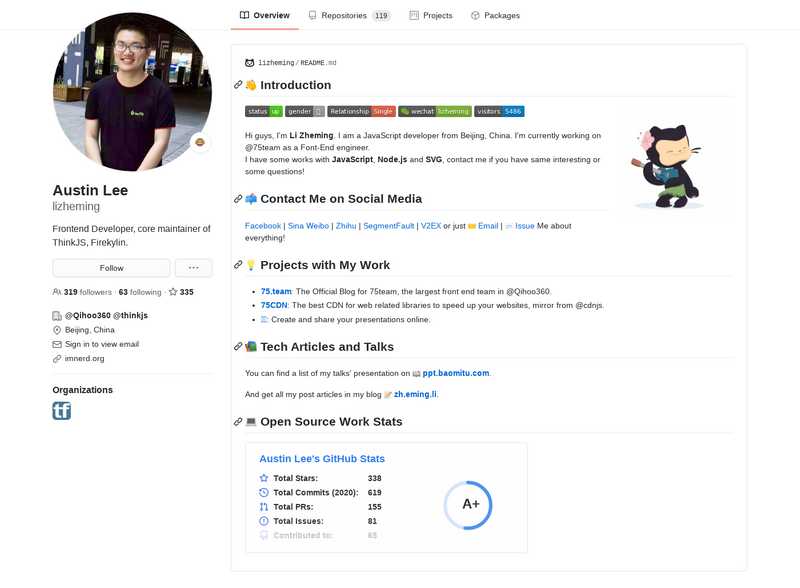 Overview
Repositories 119
Projects
Packages
Austin Lee
lizheming
Frontend Developer, core maintainer of
ThinkJS, Firekylin.
Follow
319 followers · 63 following · 335
@Qihoo360 @thinkjs
Beijing, China
Sign in to view email
imnerd.org
Organizations
tf
lizheming/README.md
👋 Introduction
status up
gender
Relationship Single
wechat lizheming
visitors 5486
Hi guys, I'm Li Zheming. I am a JavaScript developer from Beijing, China. I'm currently working on
@75team as a Font-End engineer.
I have some works with JavaScript, Node.js and SVG, contact me if you have same interesting or
some questions!
📫 Contact Me on Social Media
Facebook | Sina Weibo | Zhihu | SegmentFault | V2EX or just Email | Issue Me about
everything!
💡 Projects with My Work
75.team: The Official Blog for 75team, the largest front end team in @Qihoo360.
75CDN: The best CDN for web related libraries to speed up your websites, mirror from @cdnjs.
: Create and share your presentations online.
Tech Articles and Talks
You can find a list of my talks' presentation on ppt.baomitu.com.
And get all my post articles in my blog 📝 zh.eming.li.
💻 Open Source Work Stats
Austin Lee's GitHub Stats
Total Stars: 338
Total Commits (2020): 619
Total PRs: 155
Total Issues: 81
Contributed to: 65
A+